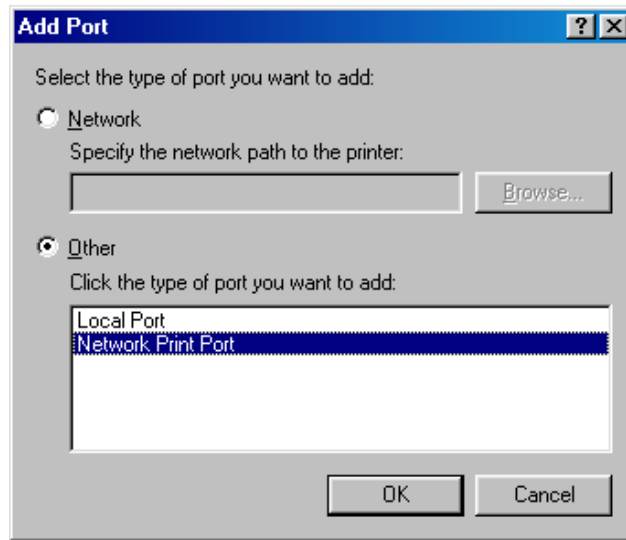 Add Port
Select the type of port you want to add:
Network
Specify the network path to the printer:
Browse...
Other
Click the type of port you want to add:
Local Port
Network Print Port
OK Cancel